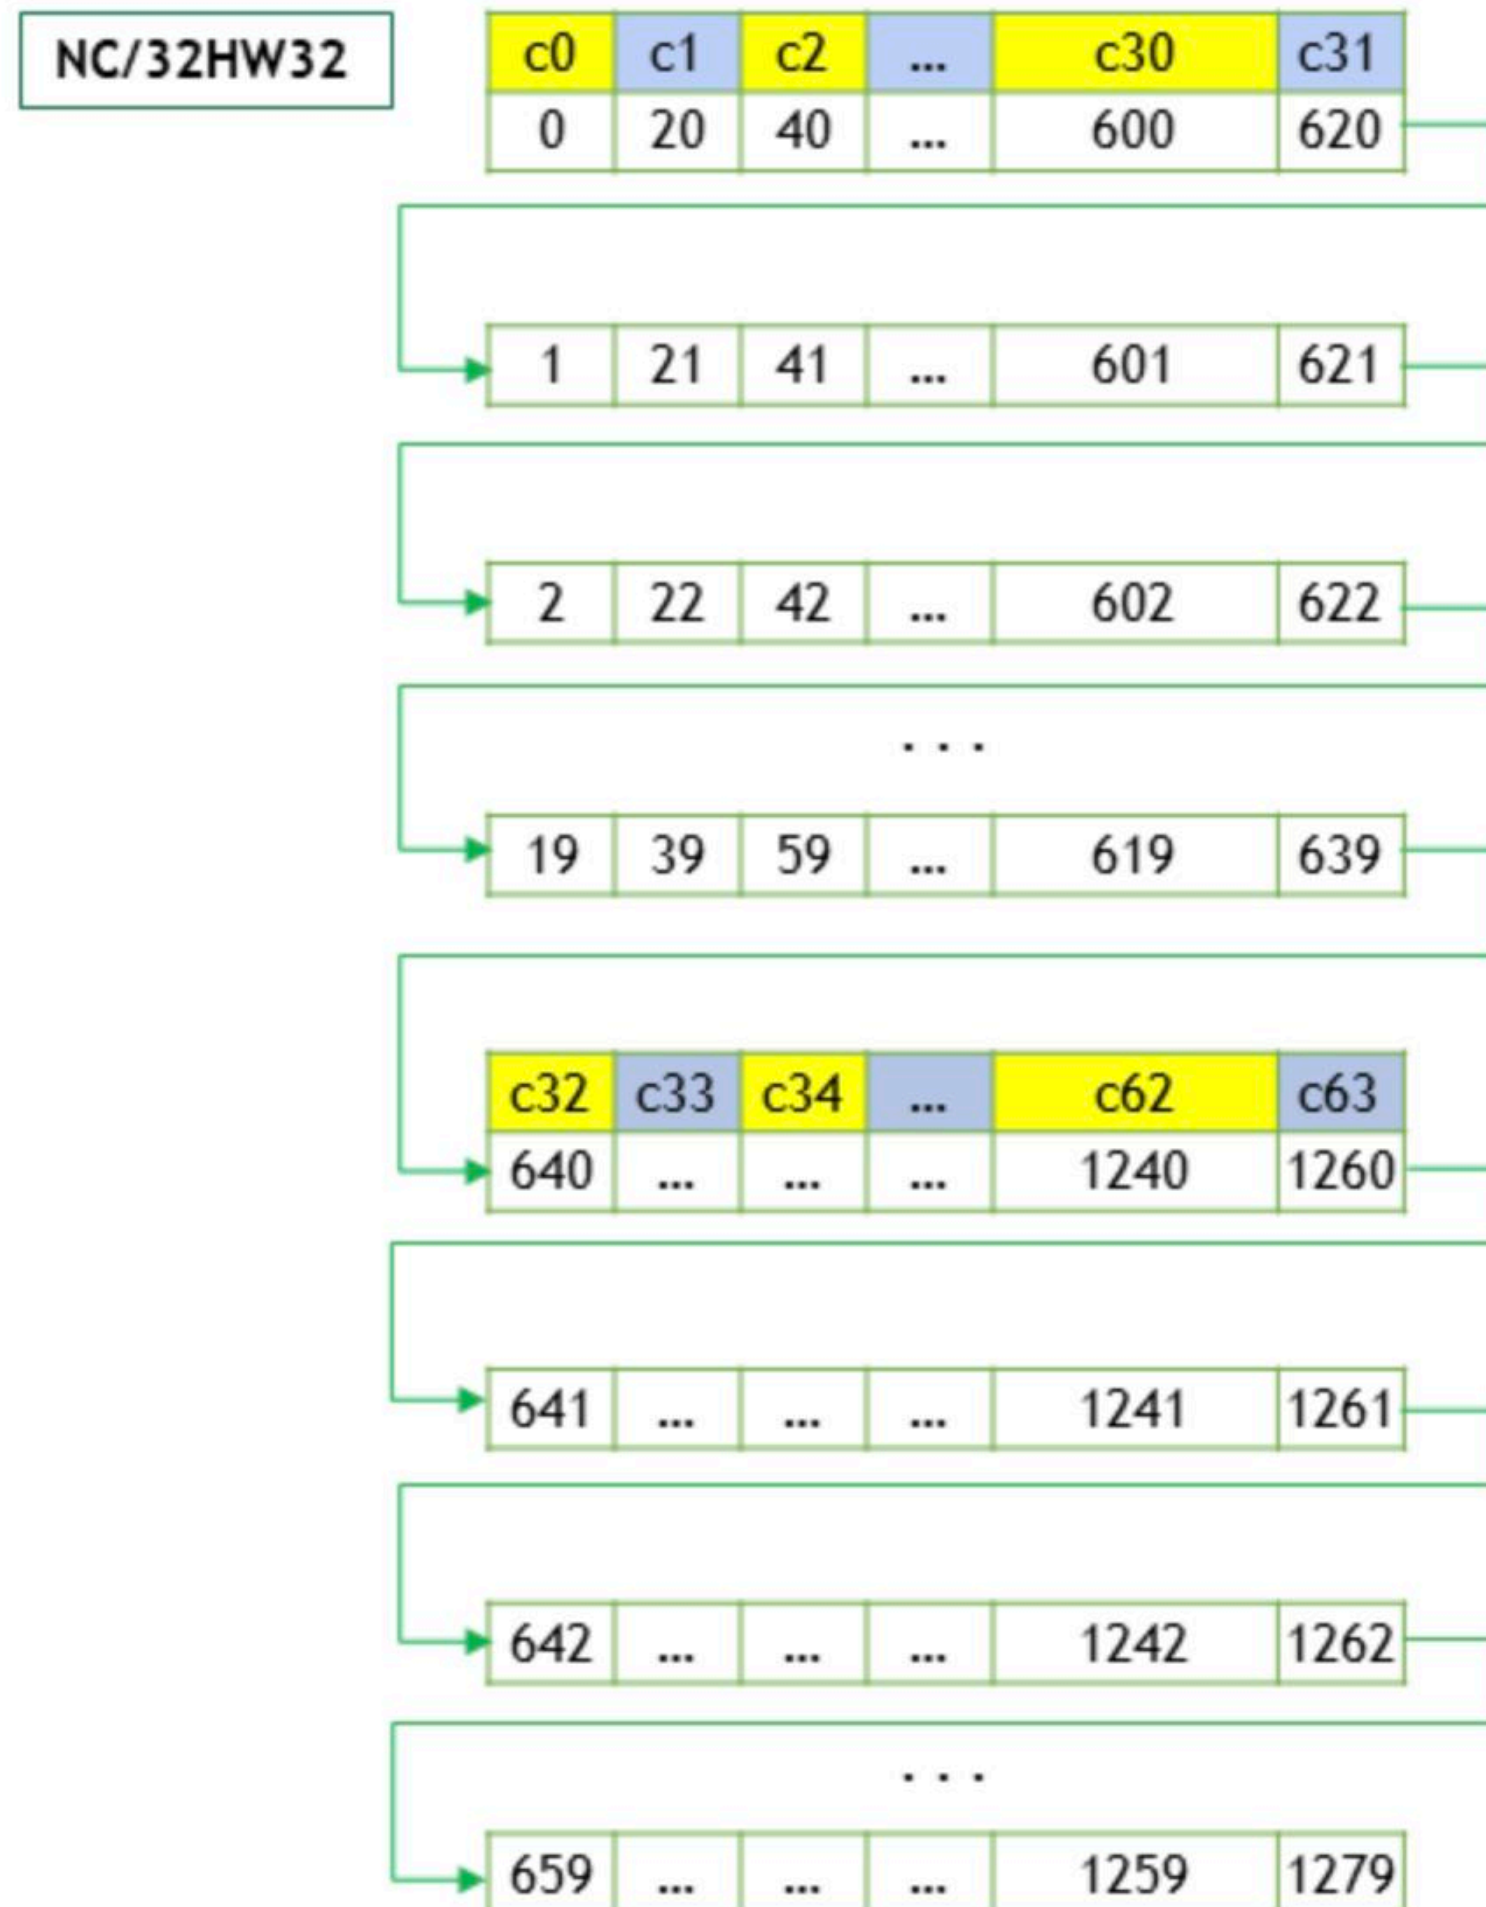 NC/32HW32
c0 c1 c2 ... c30 c31
0 20 40 ... 600 620
1 21 41 ... 601 621
2 22 42 ... 602 622
. . .
19 39 59 ... 619 639
c32 c33 c34 ... c62 c63
640 ... ... ... 1240 1260
641 ... ... ... 1241 1261
642 ... ... ... 1242 1262
. . .
659 ... ... ... 1259 1279